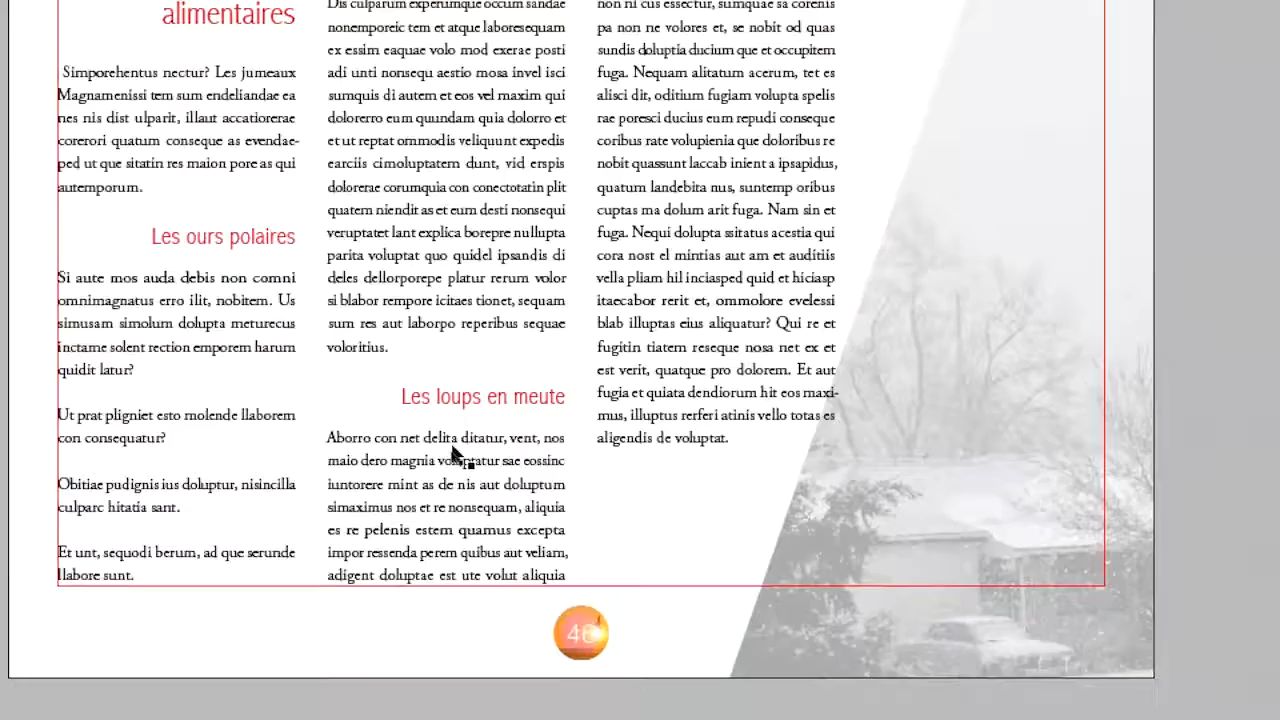 alimentaires
Simporehentus nectur? Les jumeaux
Magnamenissi tem sum endeliandae ea
nes nis dist ulparit, illaut accatiorerae
corerori quatum conseque as evendae-
ped ut que sitatin res maion pore as qui
autemporum.
Les ours polaires
Si aute mos auda debis non comni
omnimagnatus erro ilit, nobitem. Us
simusam simolum dolupta meturecus
inctame solent rection emporem harum
quidit latur?
Ut prat pligniet esto molende llaborem
con consequatur?
Obitiae pudignis ius doluptur, nisincilla
culparc hitatia sant.
Et unt, sequodi berum, ad que serunde
llabore sunt.
Dis culparum experumque occum sandae
nonemporeic tem et atque laboresequam
ex essim eaquae volo mod exerae posti
adi unti nonsequ aestio mosa invel isci
sumquis di autem et eos vel maxim qui
dolorerro eum quundam quia dolorro et
et ut reptat ommodis veliquunt expedis
earciis cimoluptatem dunt, vid erspis
dolorerae corumquia con conectotatin plit
quatem niendit as et eum desti nonsequi
veruptatet lant explica borepre nullupta
parita voluptat quo quidel ipsandis di
deles dellorporepe platur rerum volor
si blabor rempore icitaes tionet, sequam
sum res aut laborpo reperibus sequae
voloritius.
Les loups en meute
Aborro con net delita ditatur, vent, nos
maio dero magnia voluptatur sae eossinc
iuntorere mint as de nis aut doluptum
simaximus nos et re nonsequam, aliquia
es re pelenis estem quamus excepta
impor ressenda perem quibus aut veliam,
adigent doluptae est ute volut aliquia
non ni cus essectur, sumquae sa corenis
pa non ne volores et, se nobit od quas
sundis doluptia ducium que et occupitem
fuga. Nequam alitatum acerum, tet es
alisci dit, oditium fugiam volupta spelis
rae poresci ducius eum repudi conseque
coribus rate volupienia que doloribus re
nobit quassunt laccab inient a ipsapidus,
quatum landebita nus, suntemp oribus
cuptas ma dolum arit fuga. Nam sin et
fuga. Nequi dolupta ssitatus acestia qui
cora nost el mintias aut am et auditiis
vella pliam hil inciasped quid et hiciasp
itaecabor rerit et, ommolore evelessi
blab illuptas eius aliquatur? Qui re et
fugitin tiatem reseque nosa net ex et
est verit, quatque pro dolorem. Et aut
fugia et quiata dendiorum hit eos maxi-
mus, illuptus rerferi atinis vello totas es
aligendis de voluptat.